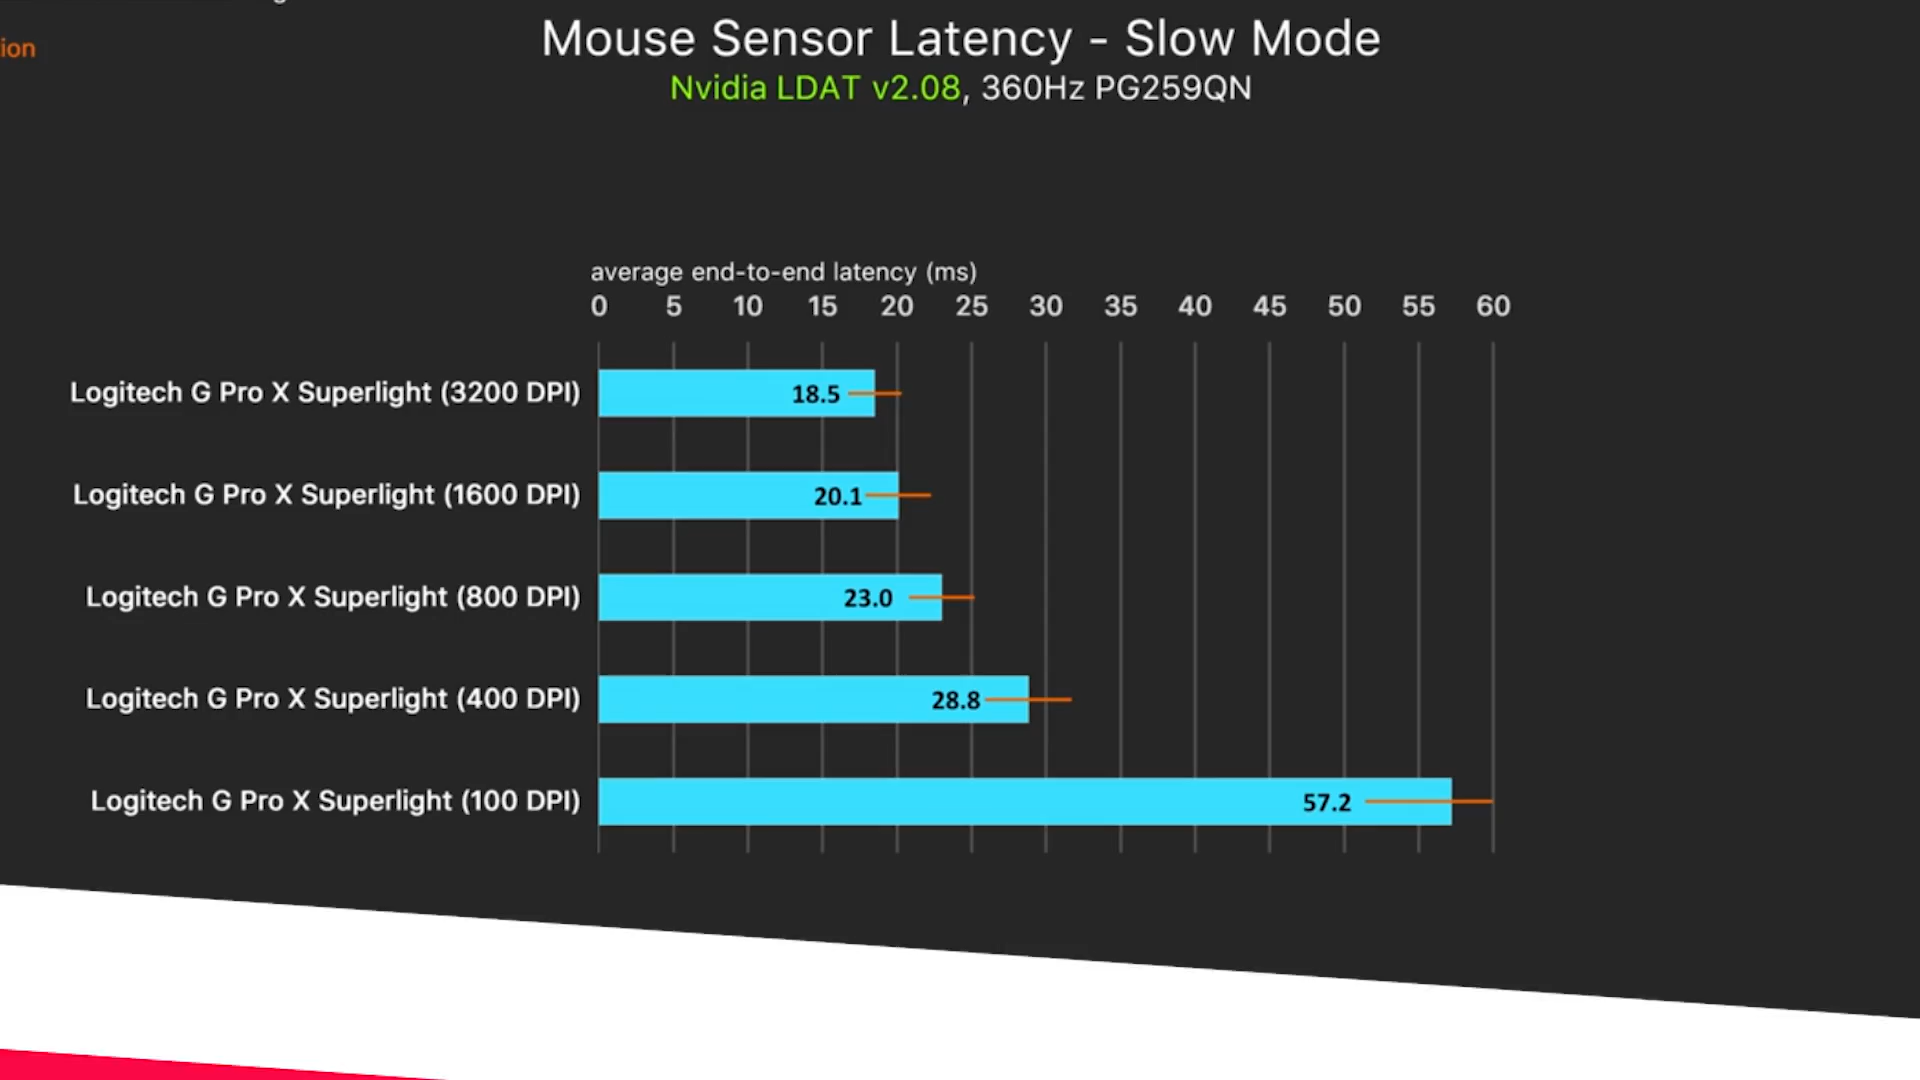 ion
Mouse Sensor Latency - Slow Mode
Nvidia LDAT v2.08, 360Hz PG259QN
average end-to-end latency (ms)
0 5 10 15 20 25 30 35 40 45 50 55 60
Logitech G Pro X Superlight (3200 DPI) 18.5
Logitech G Pro X Superlight (1600 DPI) 20.1
Logitech G Pro X Superlight (800 DPI) 23.0
Logitech G Pro X Superlight (400 DPI) 28.8
Logitech G Pro X Superlight (100 DPI) 57.2